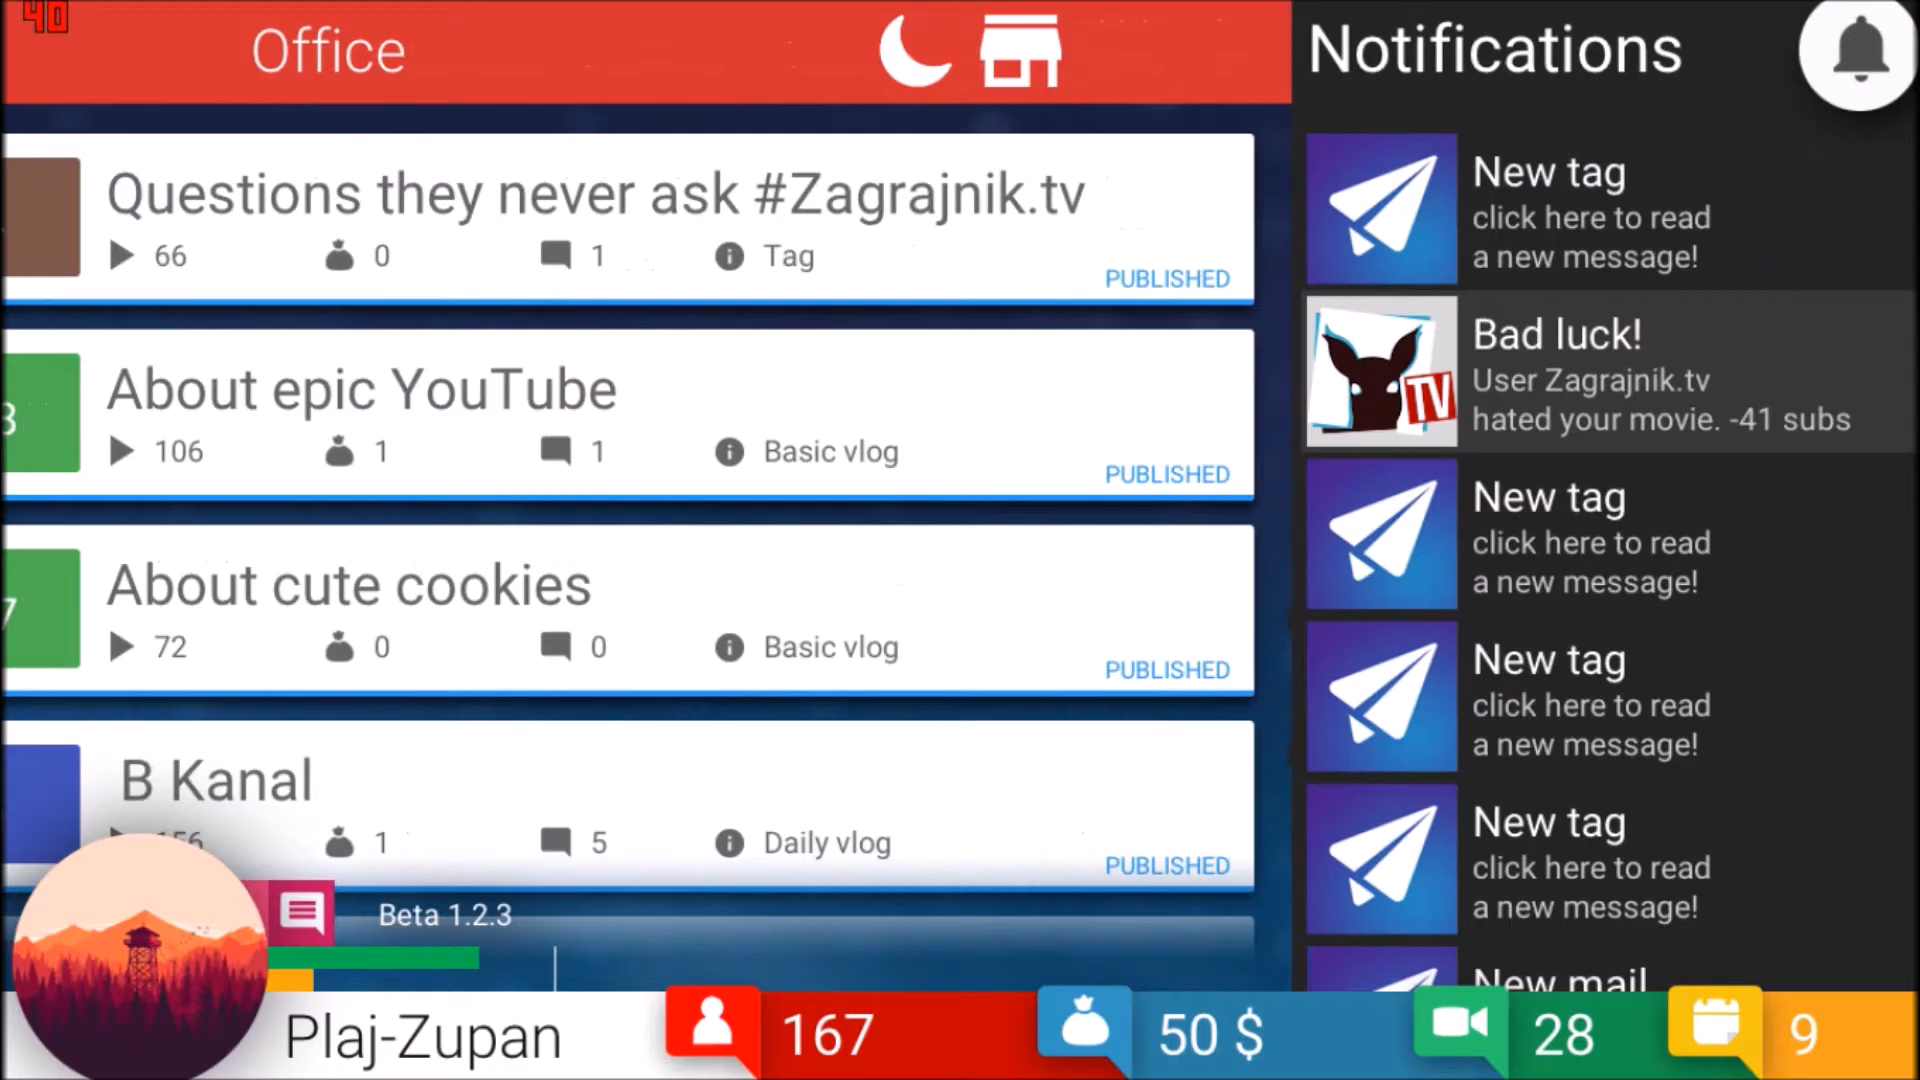 40
Office
Notifications
Questions they never ask #Zagrajnik.tv
66 0 1 Tag
PUBLISHED
About epic YouTube
3
106 1 1 Basic vlog
PUBLISHED
About cute cookies
7
72 0 0 Basic vlog
PUBLISHED
B Kanal
156 1 5 Daily vlog
PUBLISHED
Beta 1.2.3
Plaj-Zupan
167
50 $
28
9
New tag
click here to read
a new message!
TV
Bad luck!
User Zagrajnik.tv
hated your movie. -41 subs
New tag
click here to read
a new message!
New tag
click here to read
a new message!
New tag
click here to read
a new message!
New mail